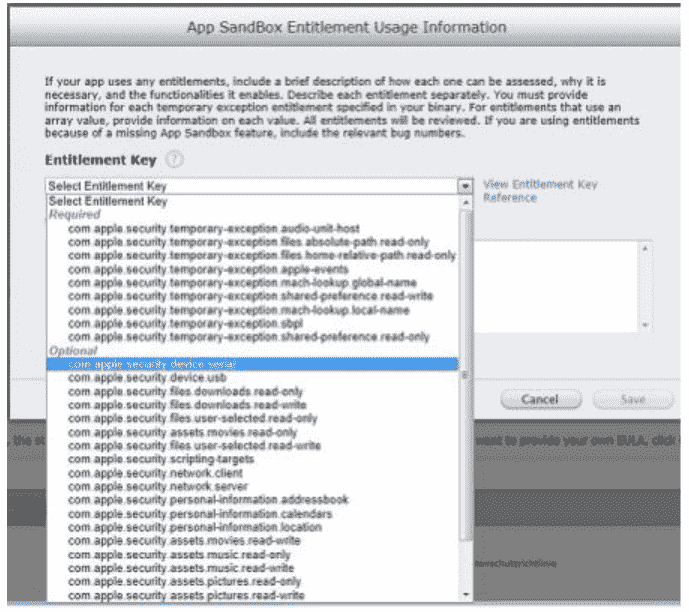 App SandBox Entitlement Usage Information
If your app uses any entitlements, include a brief description of how each one can be assessed, why it is
necessary, and the functionalities it enables. Describe each entitlement separately. You must provide
information for each temporary exception entitlement specified in your binary. For entitlements that use an
array value, provide information on each value. All entitlements will be reviewed. If you are using entitlements
because of a missing App Sandbox feature, include the relevant bug numbers.
Entitlement Key ?
Select Entitlement Key
View Entitlement Key
Reference
Select Entitlement Key
Required
com.apple.security.temporary-exception.audio-unit-host
com.apple.security.temporary-exception.files.absolute-path.read-only
com.apple.security.temporary-exception.files.home-relative-path.read-only
com.apple.security.temporary-exception.apple-events
com.apple.security.temporary-exception.mach-lookup.global-name
com.apple.security.temporary-exception.shared-preference.read-write
com.apple.security.temporary-exception.mach-lookup.local-name
com.apple.security.temporary-exception.sbpl
com.apple.security.temporary-exception.shared-preference.read-only
Optional
com.apple.security.device.serial
com.apple.security.device.usb
com.apple.security.files.downloads.read-only
com.apple.security.files.downloads.read-write
com.apple.security.files.user-selected.read-only
com.apple.security.assets.movies.read-only
com.apple.security.files.user-selected.read-write
com.apple.security.scripting-targets
com.apple.security.network.client
com.apple.security.network.server
com.apple.security.personal-information.addressbook
com.apple.security.personal-information.calendars
com.apple.security.personal-information.location
com.apple.security.assets.movies.read-write
com.apple.security.assets.music.read-only
com.apple.security.assets.music.read-write
com.apple.security.assets.pictures.read-only
com.apple.security.assets.pictures.read-write
Cancel
Save
, the st
want to provide your own EULA, click
tenschutzrichtlinie